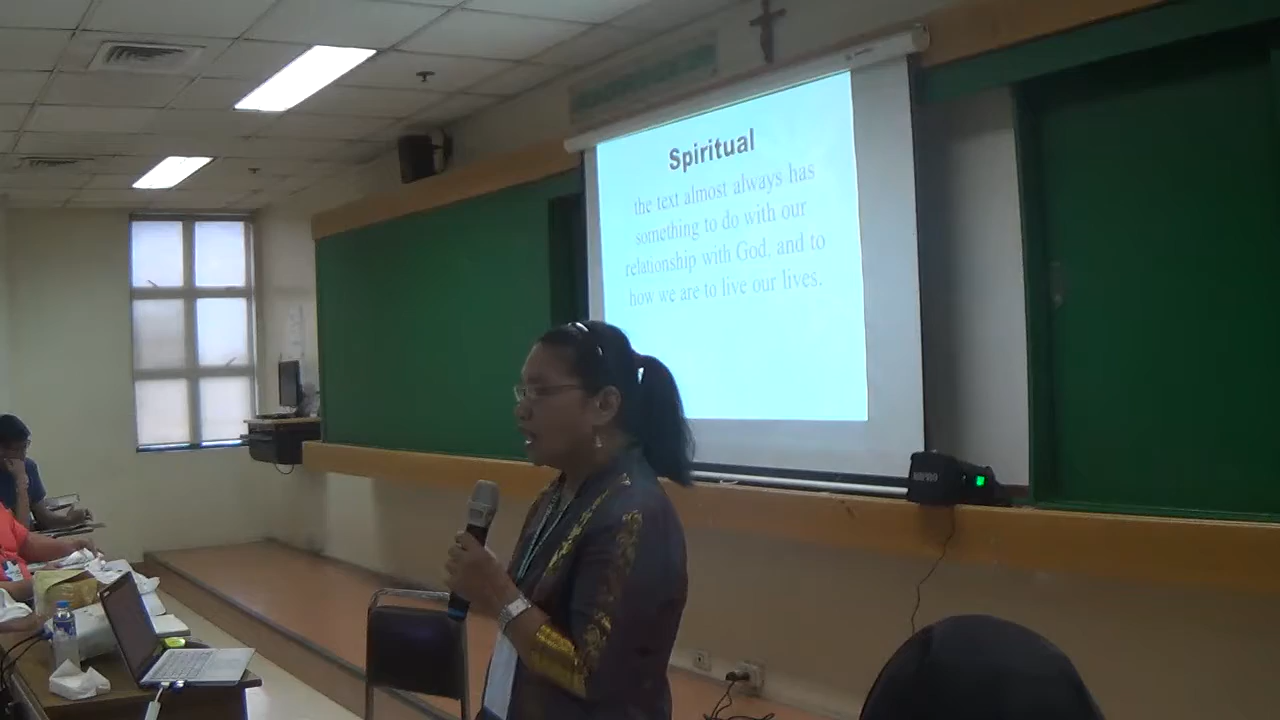 Spiritual
the text almost always has
something to do with our
relationship with God, and to
how we are to live our lives.